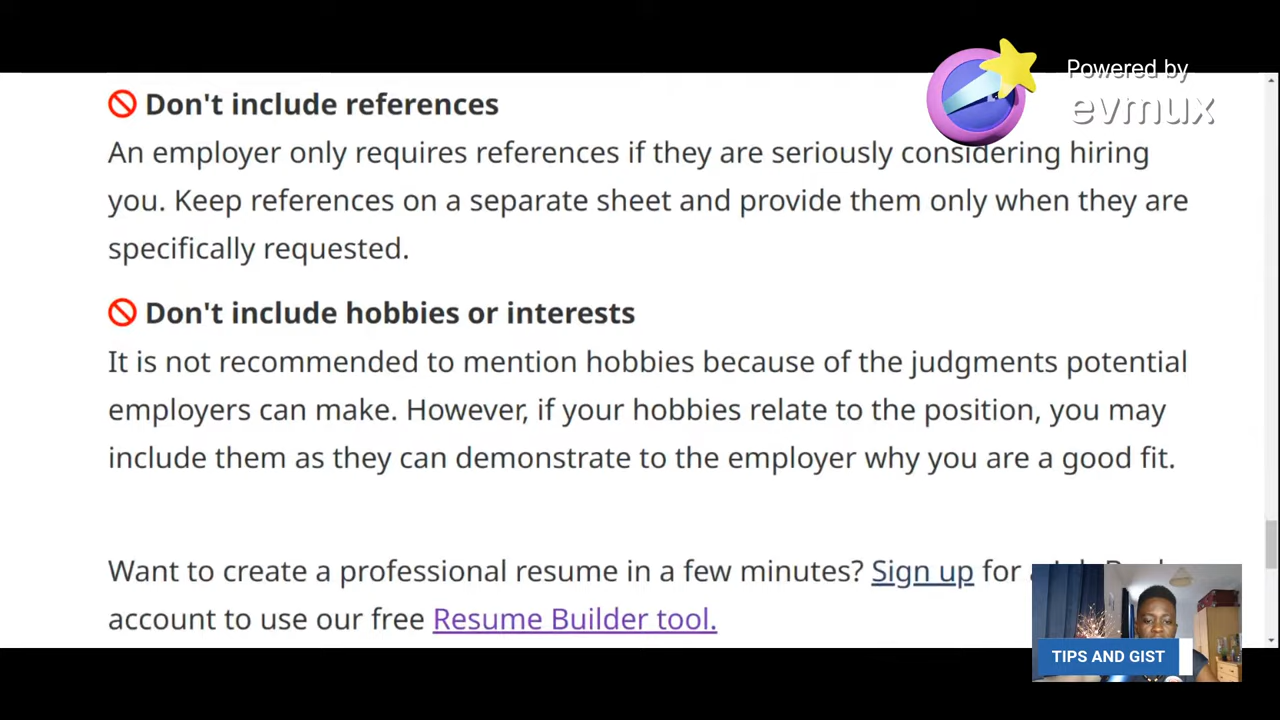 Powered by
evmux
Don't include references
An employer only requires references if they are seriously considering hiring
you. Keep references on a separate sheet and provide them only when they are
specifically requested.
Don't include hobbies or interests
It is not recommended to mention hobbies because of the judgments potential
employers can make. However, if your hobbies relate to the position, you may
include them as they can demonstrate to the employer why you are a good fit.
Want to create a professional resume in a few minutes? Sign up for a
account to use our free Resume Builder tool.
TIPS AND GIST